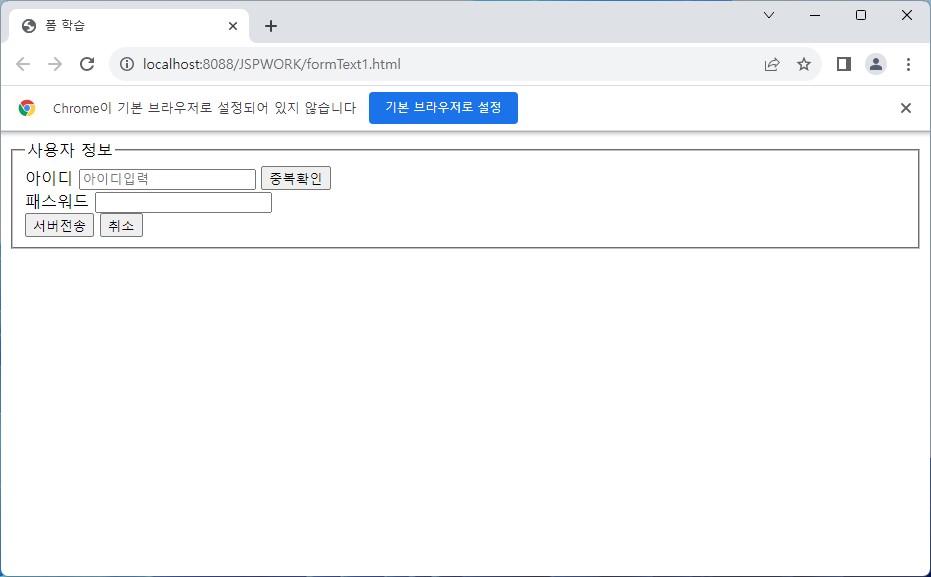 폼 학습
localhost:8088/JSPWORK/formText1.html
Chrome이 기본 브라우저로 설정되어 있지 않습니다 기본 브라우저로 설정
사용자 정보
아이디 아이디입력 중복확인
패스워드
서버전송 취소